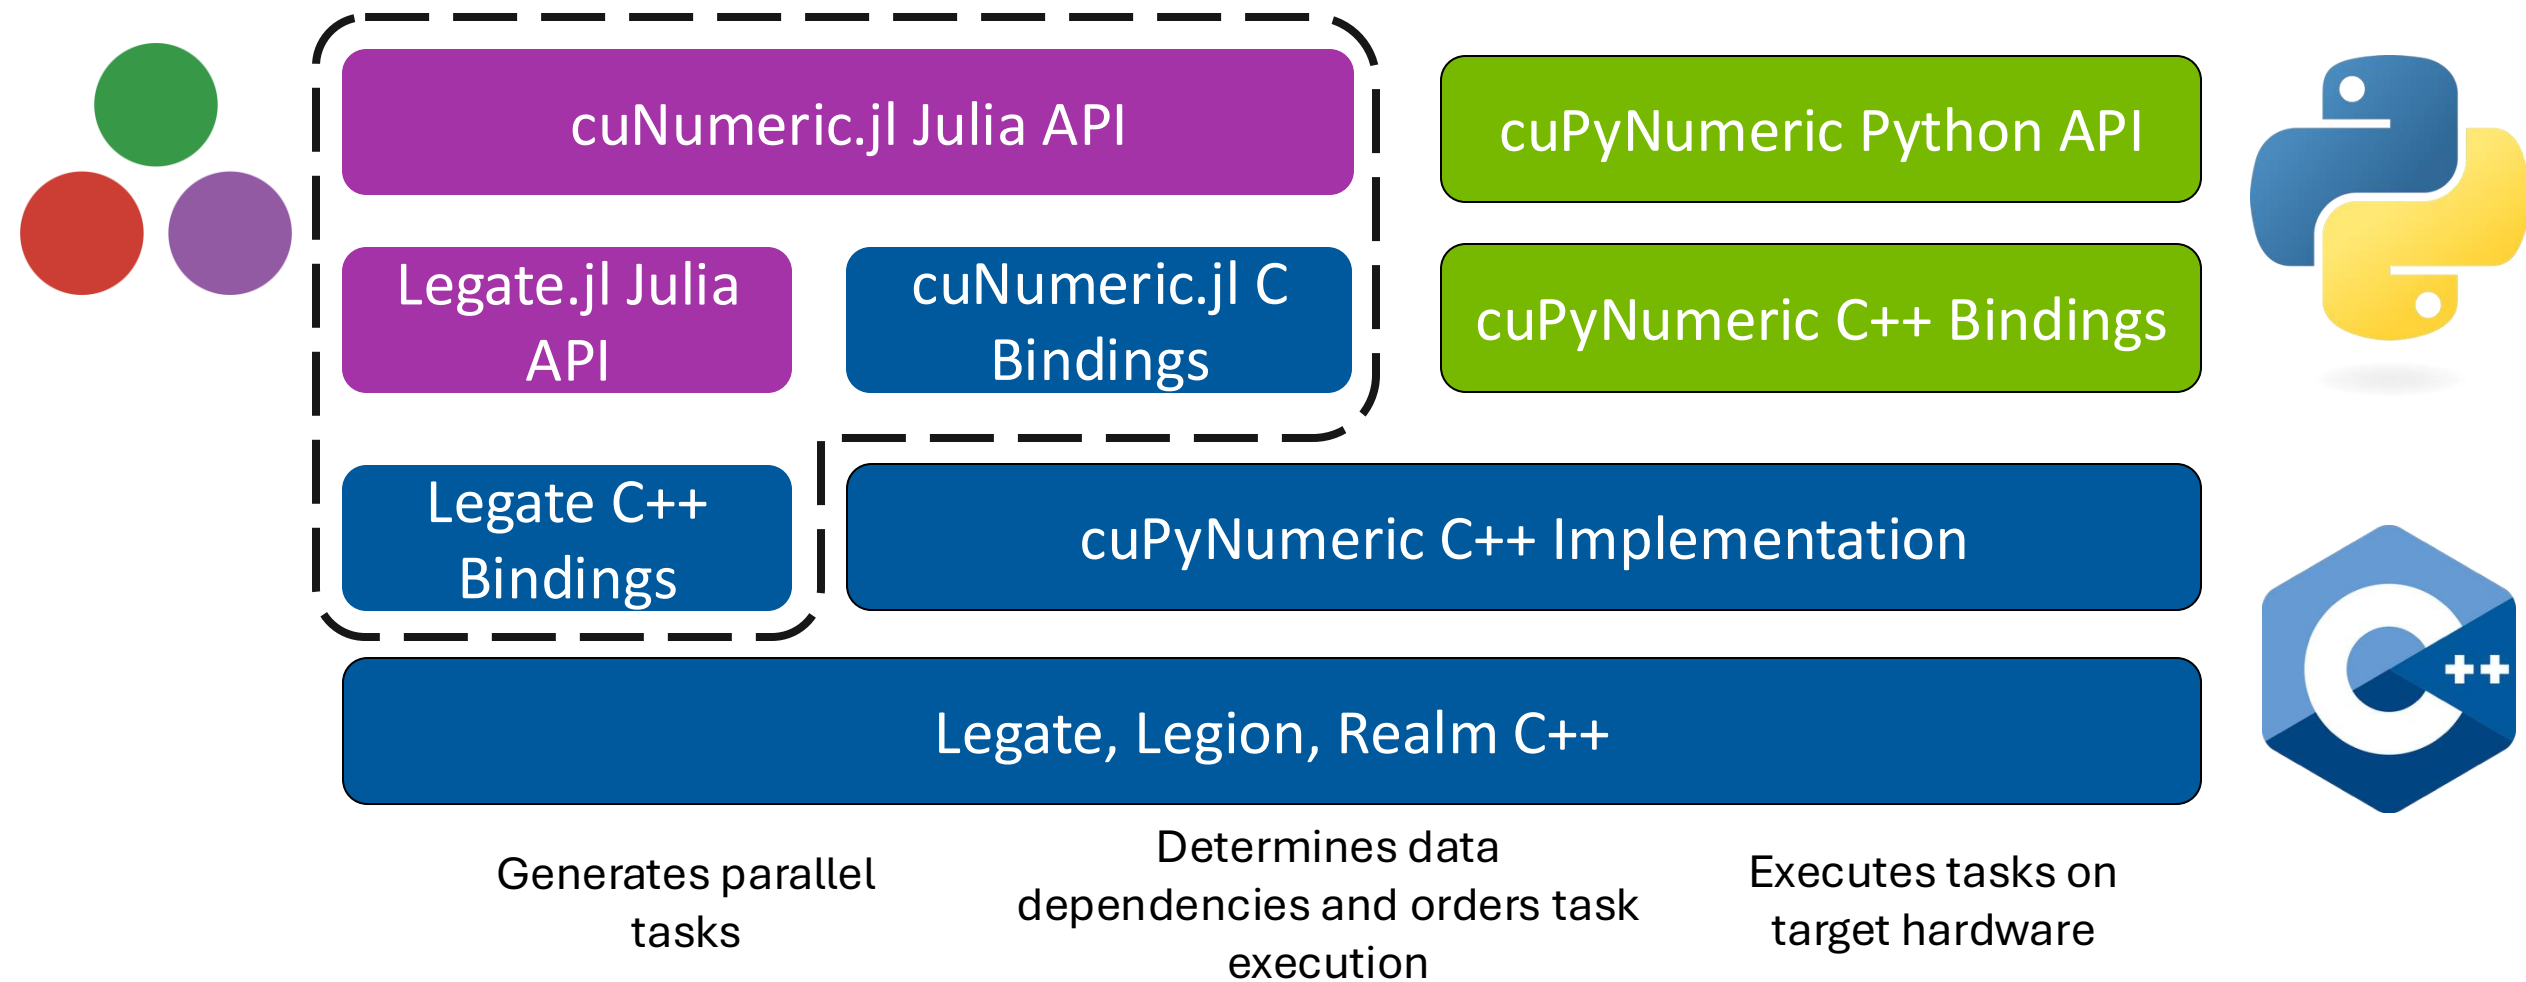 cuNumeric.jl Julia API
cuPyNumeric Python API
Legate.jl Julia
API
cuNumeric.jl C
Bindings
cuPyNumeric C++ Bindings
Legate C++
Bindings
cuPyNumeric C++ Implementation
Legate, Legion, Realm C++
C++
Generates parallel
tasks
Determines data
dependencies and orders task
execution
Executes tasks on
target hardware